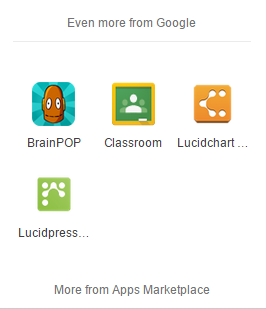 Even more from Google
BrainPOP
Classroom
Lucidchart ...
Lucidpress...
More from Apps Marketplace